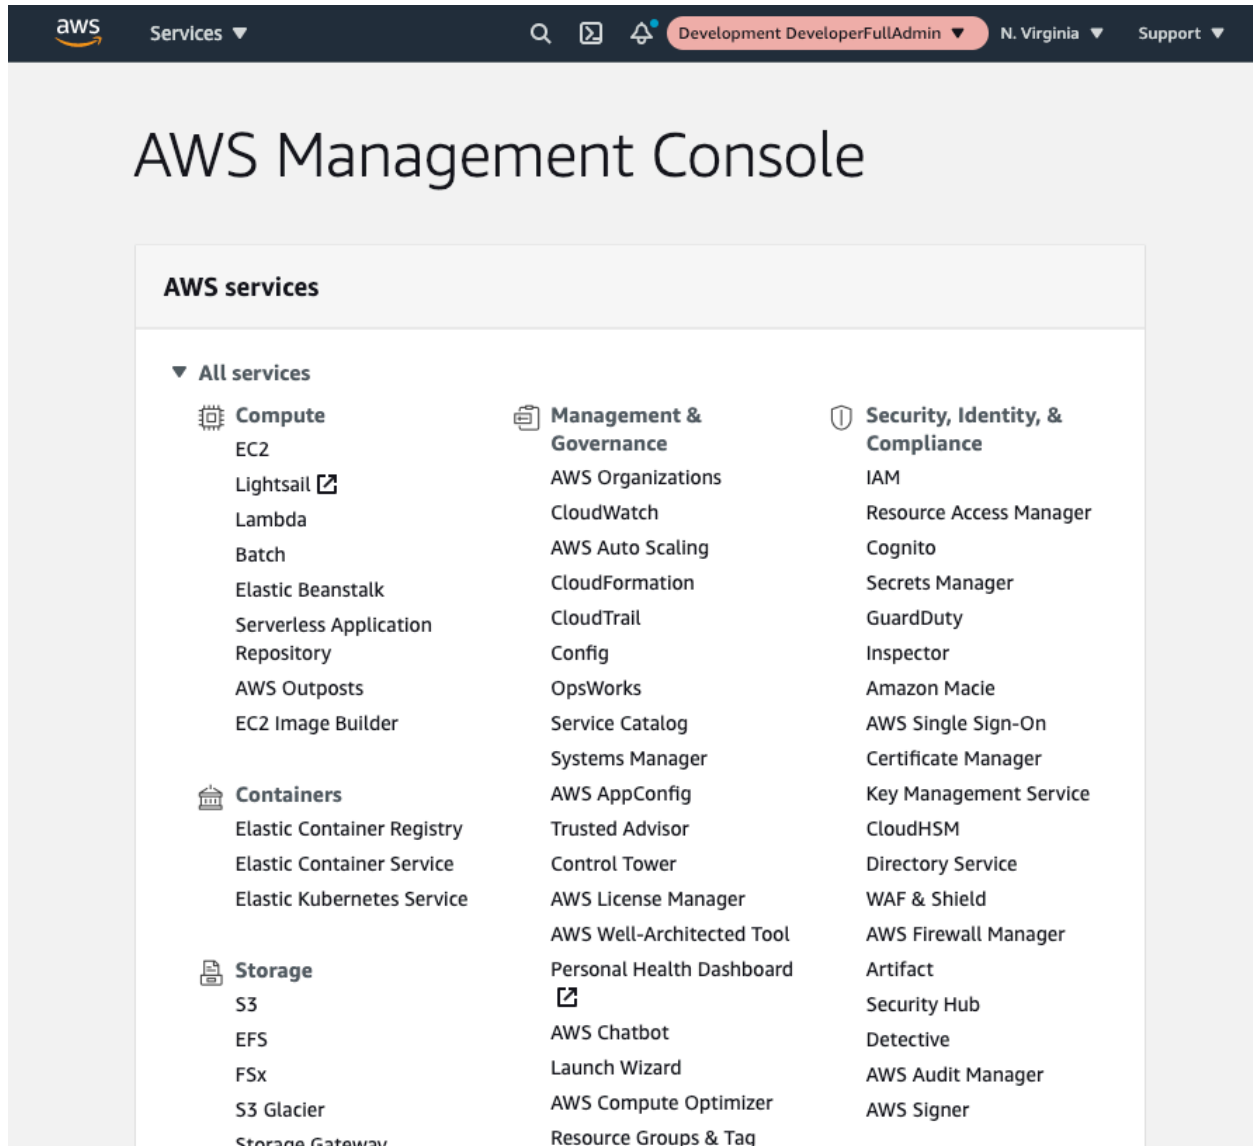 aws
Services
Development DeveloperFullAdmin
N. Virginia
Support
AWS Management Console
AWS services
All services
Compute
EC2
Lightsail
Lambda
Batch
Elastic Beanstalk
Serverless Application
Repository
AWS Outposts
EC2 Image Builder
Containers
Elastic Container Registry
Elastic Container Service
Elastic Kubernetes Service
Storage
S3
EFS
FSx
S3 Glacier
Storage Gateway
Management &
Governance
AWS Organizations
CloudWatch
AWS Auto Scaling
CloudFormation
CloudTrail
Config
OpsWorks
Service Catalog
Systems Manager
AWS AppConfig
Trusted Advisor
Control Tower
AWS License Manager
AWS Well-Architected Tool
Personal Health Dashboard
AWS Chatbot
Launch Wizard
AWS Compute Optimizer
Resource Groups & Tag
Security, Identity, &
Compliance
IAM
Resource Access Manager
Cognito
Secrets Manager
GuardDuty
Inspector
Amazon Macie
AWS Single Sign-On
Certificate Manager
Key Management Service
CloudHSM
Directory Service
WAF & Shield
AWS Firewall Manager
Artifact
Security Hub
Detective
AWS Audit Manager
AWS Signer